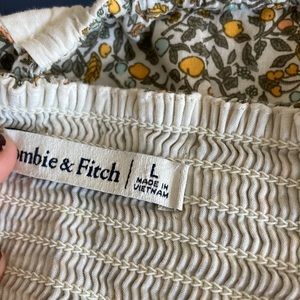 ombie & Fitch
L
MADE IN
VIETNAM